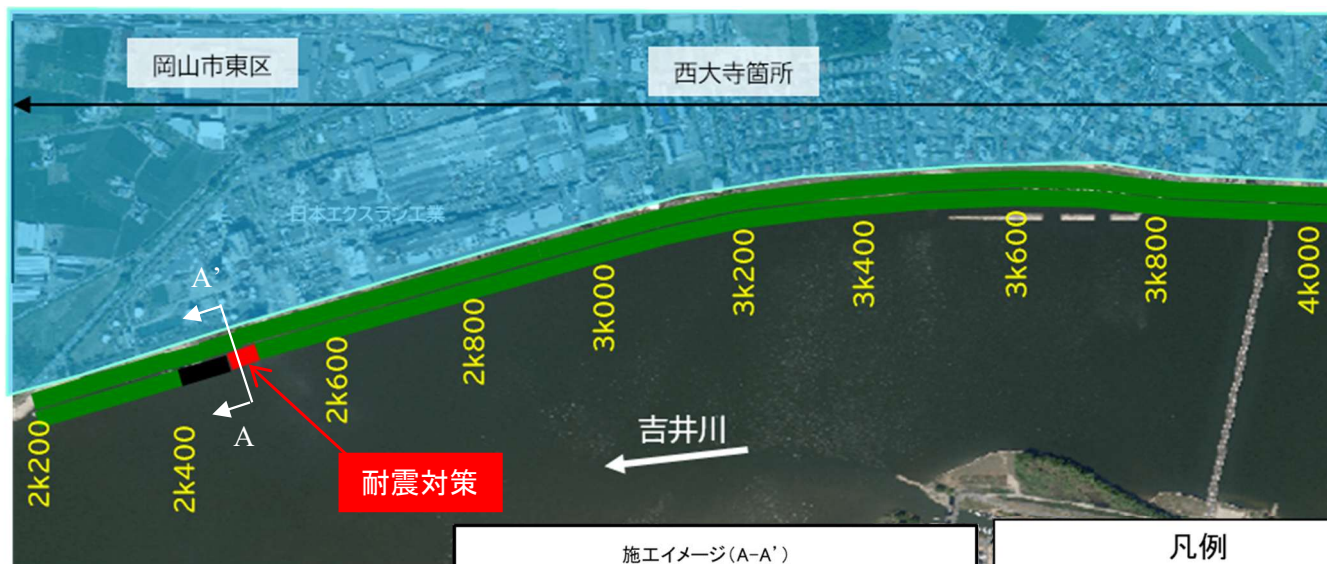 岡山市東区
西大寺箇所
日本エクスラン工業
A’
A
2k200
2k400
2k600
2k800
3k000
3k200
3k400
3k600
3k800
4k000
吉井川
耐震対策
施工イメージ（A-A’）
凡例